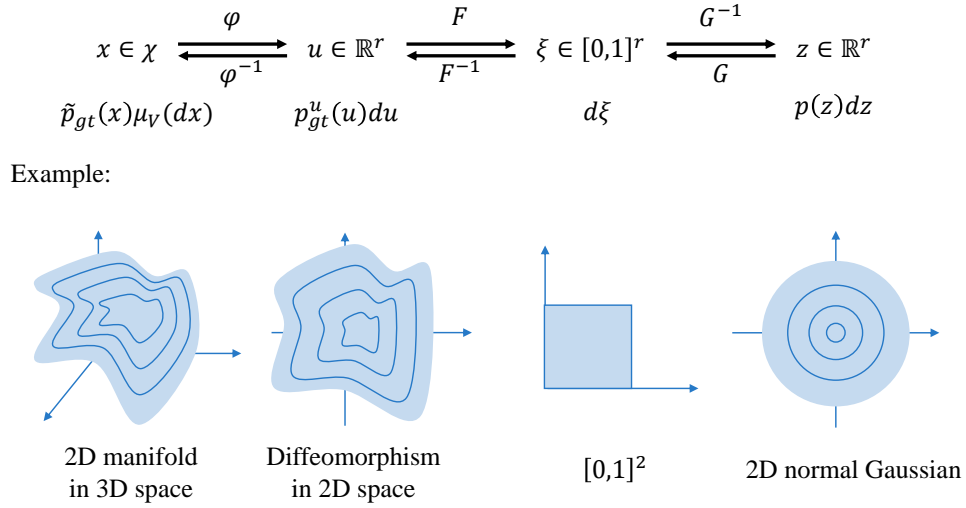 φ F G⁻¹
x ∈ χ u ∈ ℝʳ ξ ∈ [0,1]ʳ z ∈ ℝʳ
φ⁻¹ F⁻¹ G
p̃_gt(x)μ_V(dx) p^u_gt(u)du dξ p(z)dz
Example:
2D manifold in 3D space
Diffeomorphism in 2D space
[0,1]²
2D normal Gaussian